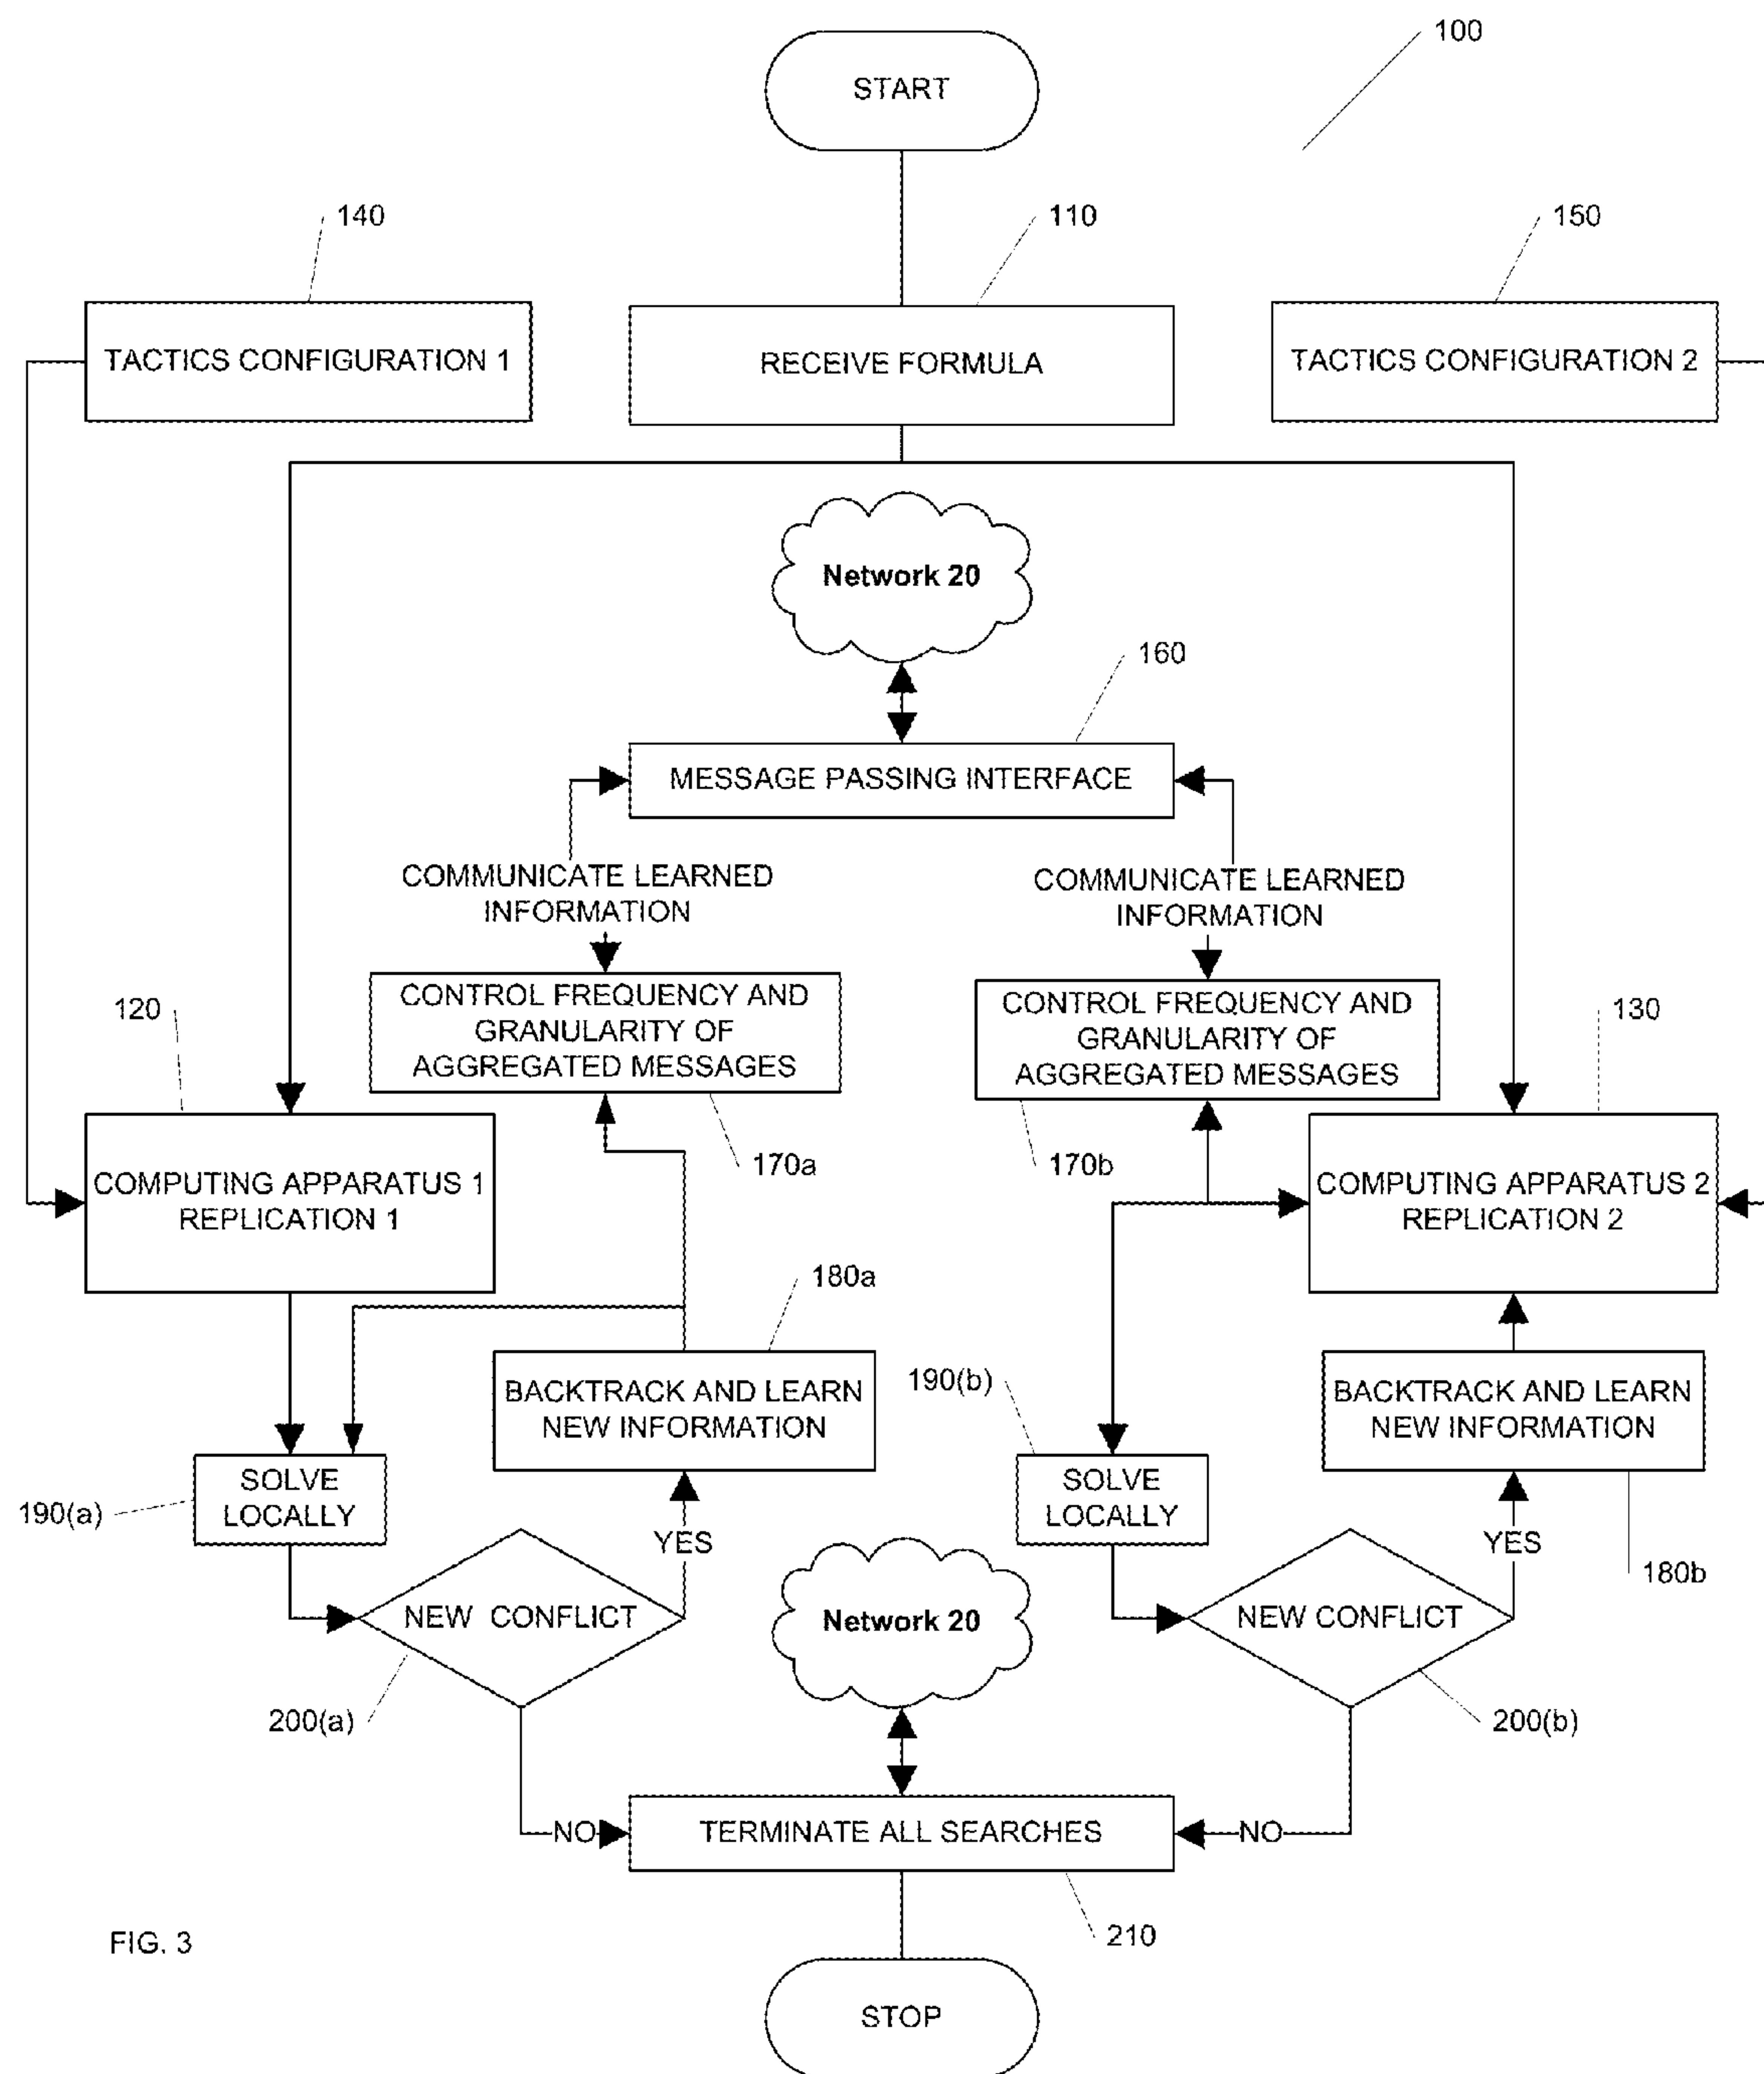 100
START
140
110
150
TACTICS CONFIGURATION 1
RECEIVE FORMULA
TACTICS CONFIGURATION 2
Network 20
160
MESSAGE PASSING INTERFACE
COMMUNICATE LEARNED
INFORMATION
COMMUNICATE LEARNED
INFORMATION
120
CONTROL FREQUENCY AND
GRANULARITY OF
AGGREGATED MESSAGES
CONTROL FREQUENCY AND
GRANULARITY OF
AGGREGATED MESSAGES
130
170a
170b
COMPUTING APPARATUS 1
REPLICATION 1
COMPUTING APPARATUS 2
REPLICATION 2
180a
BACKTRACK AND LEARN
NEW INFORMATION
190(b)
BACKTRACK AND LEARN
NEW INFORMATION
190(a)
SOLVE
LOCALLY
YES
SOLVE
LOCALLY
YES
180b
NEW CONFLICT
Network 20
NEW CONFLICT
200(a)
200(b)
NO
TERMINATE ALL SEARCHES
NO
210
FIG. 3
STOP